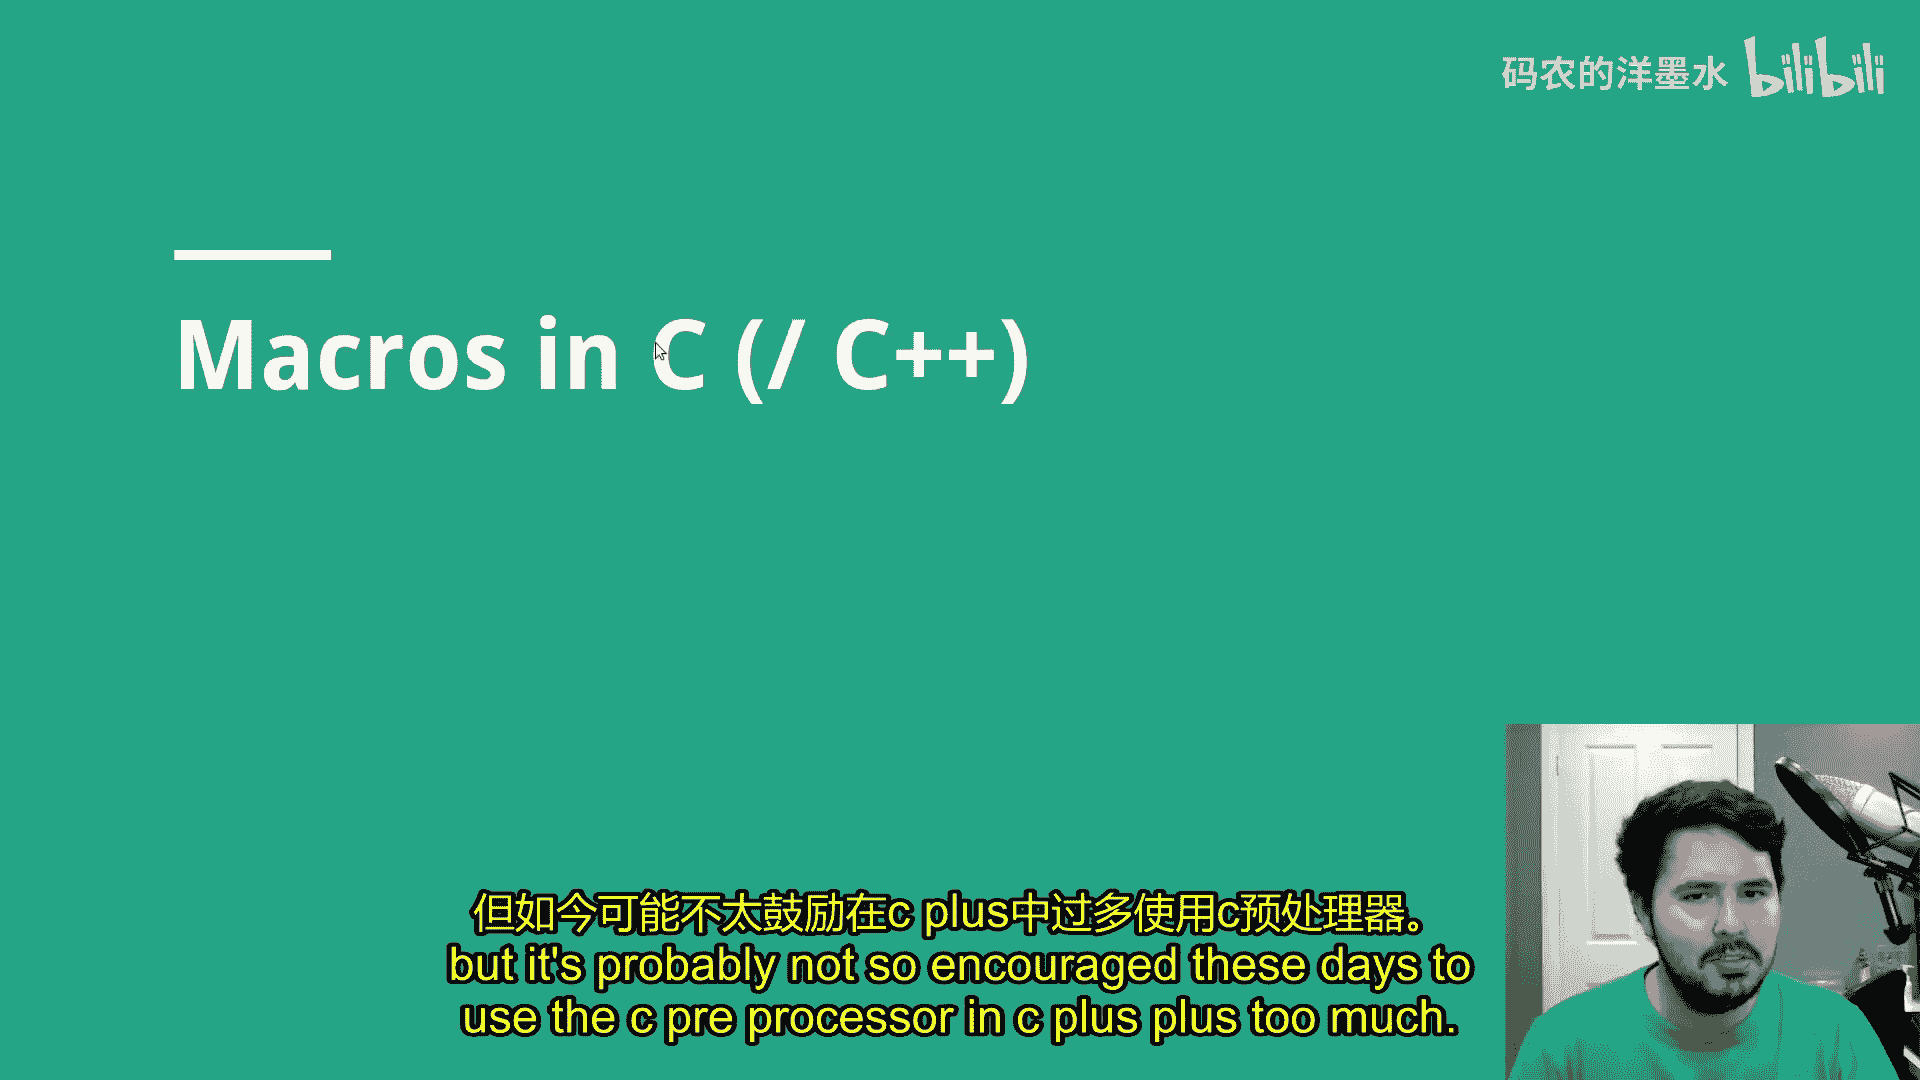 码农的洋墨水 bilibili
Macros in C (/ C++)
但如今可能不太鼓励在c plus中过多使用c预处理器。
but it's probably not so encouraged these days to
use the c pre processor in c plus plus too much.